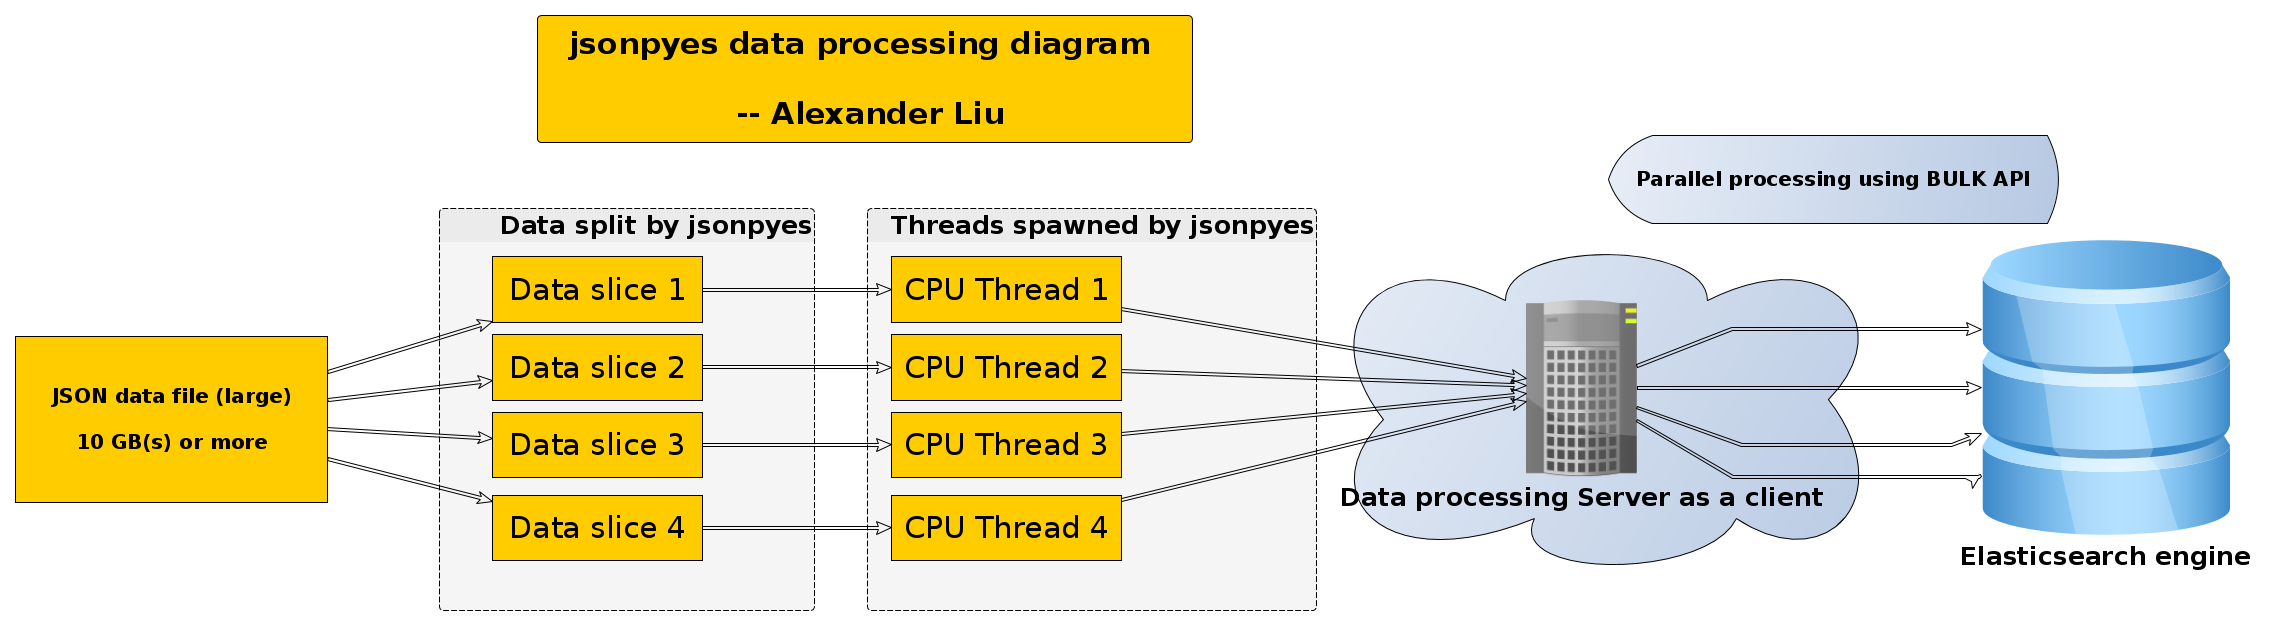 jsonpyes data processing diagram
-- Alexander Liu
Parallel processing using BULK API
Data split by jsonpyes
Threads spawned by jsonpyes
JSON data file (large)
10 GB(s) or more
Data slice 1
Data slice 2
Data slice 3
Data slice 4
CPU Thread 1
CPU Thread 2
CPU Thread 3
CPU Thread 4
Data processing Server as a client
Elasticsearch engine